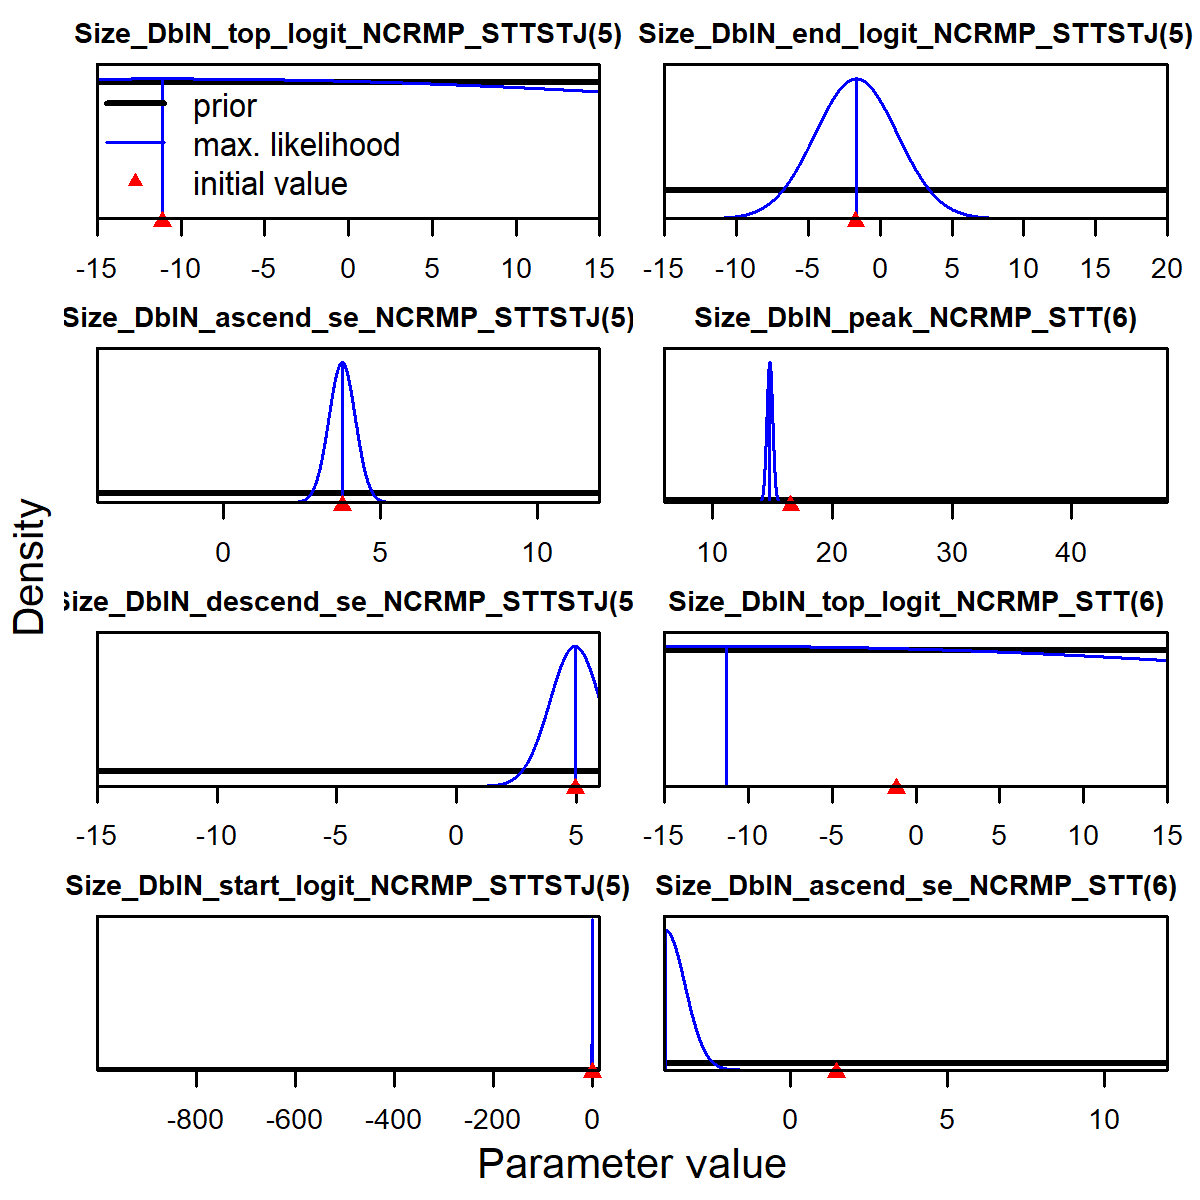 Size_DblN_top_logit_NCRMP_STTSTJ(5)
prior
max. likelihood
initial value
-15 -10 -5 0 5 10 15
Size_DblN_end_logit_NCRMP_STTSTJ(5)
-15 -10 -5 0 5 10 15 20
Size_DblN_ascend_se_NCRMP_STTSTJ(5)
0 5 10
Size_DblN_peak_NCRMP_STT(6)
10 20 30 40
Size_DblN_descend_se_NCRMP_STTSTJ(5
-15 -10 -5 0 5
Size_DblN_top_logit_NCRMP_STT(6)
-15 -10 -5 0 5 10 15
Size_DblN_start_logit_NCRMP_STTSTJ(5)
-800 -600 -400 -200 0
Size_DblN_ascend_se_NCRMP_STT(6)
0 5 10
Density
Parameter value